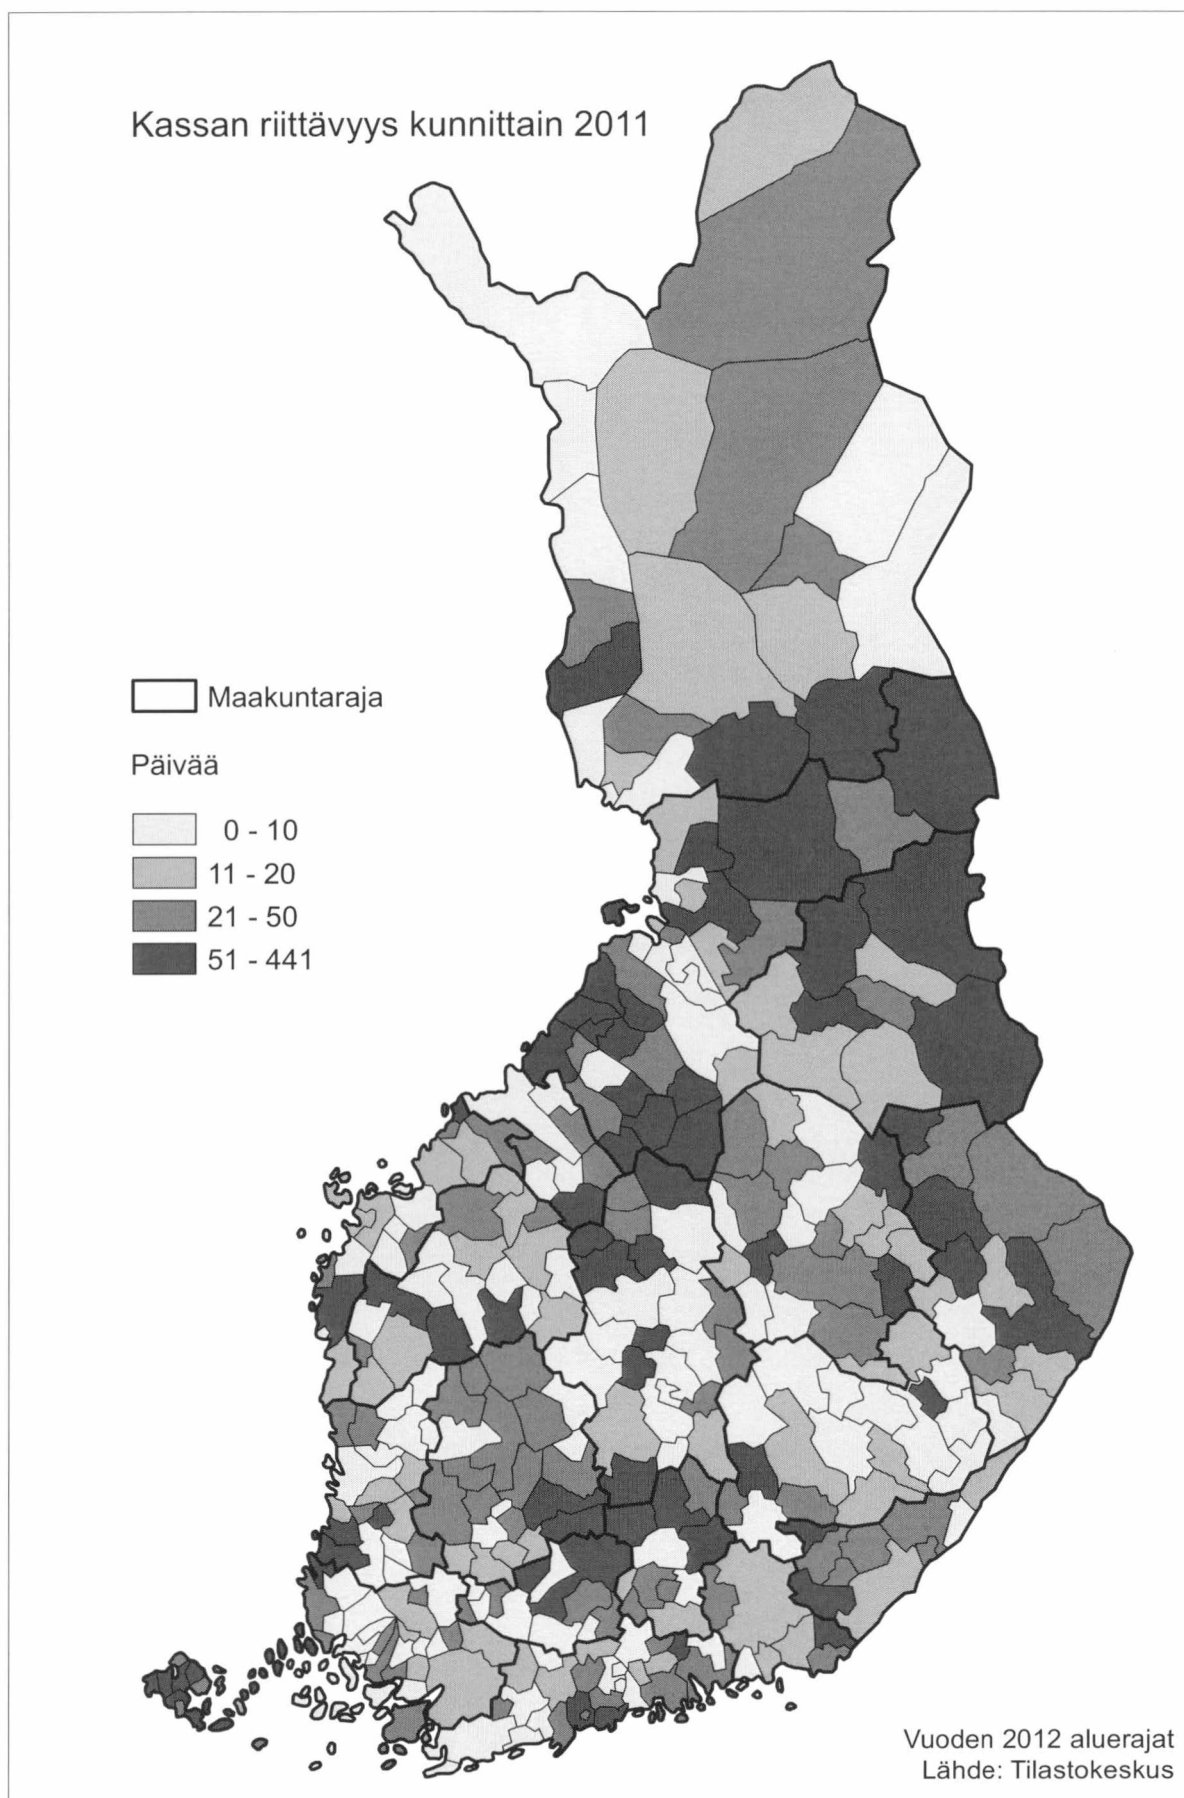 Kassan riittävyys kunnittain 2011
Maakuntaraja
Päivää
0 - 10
11 - 20
21 - 50
51 - 441
Vuoden 2012 aluerajat
Lähde: Tilastokeskus